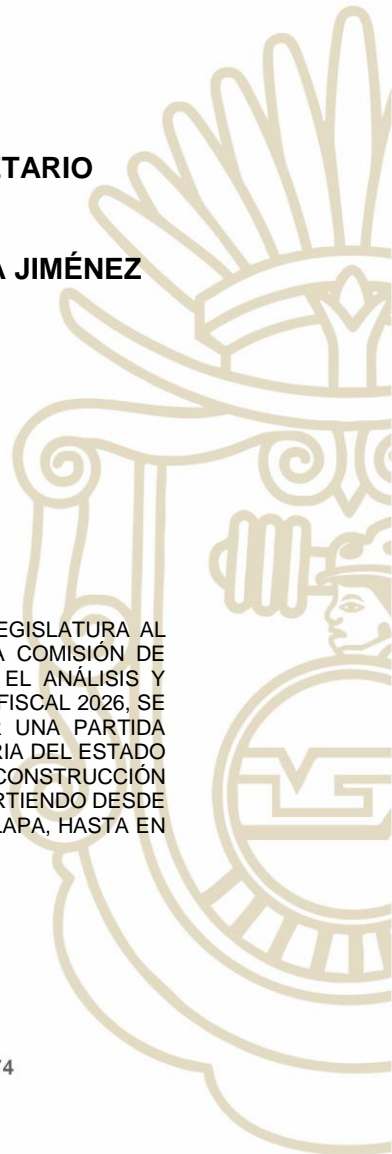 ETARIO
A JIMÉNEZ
EGISLATURA AL
A COMISIÓN DE
EL ANÁLISIS Y
FISCAL 2026, SE
R UNA PARTIDA
RIA DEL ESTADO
CONSTRUCCIÓN
RTIENDO DESDE
LAPA, HASTA EN
74